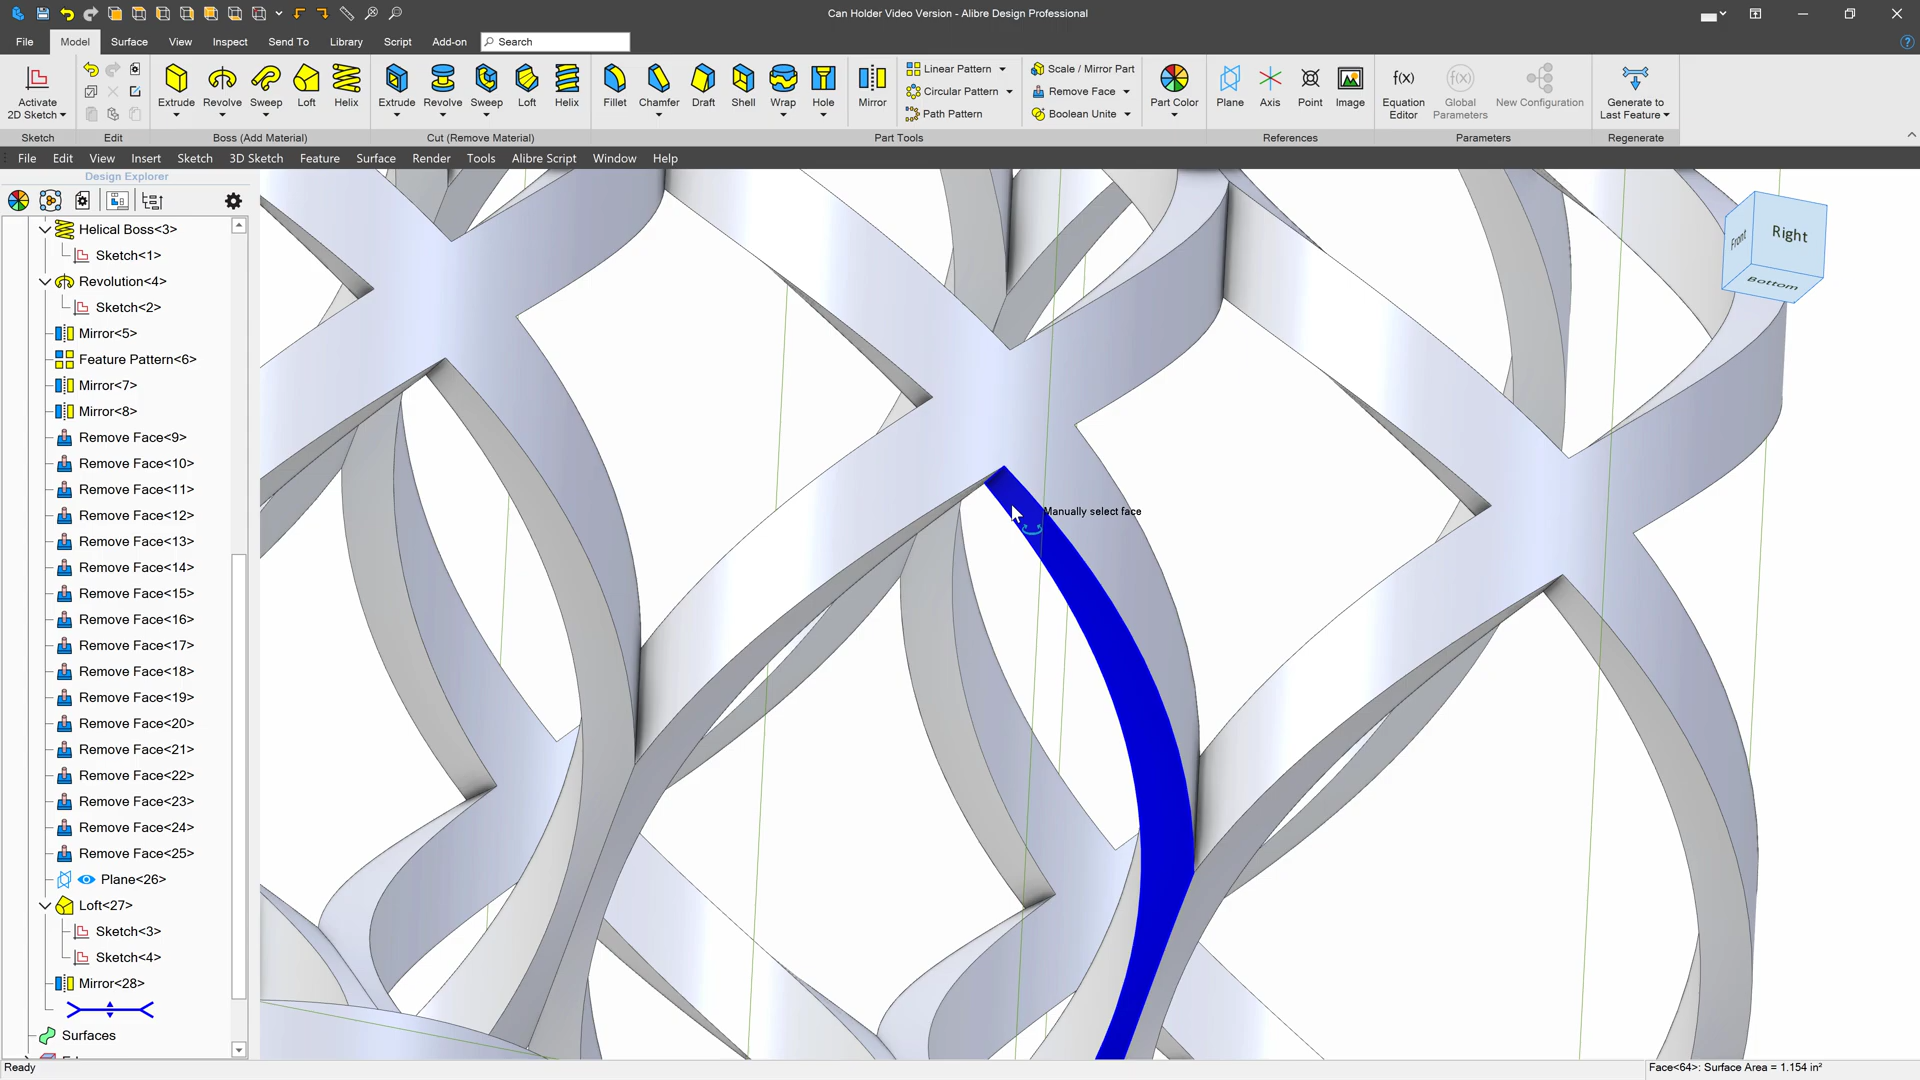 Can Holder Video Version - Alibre Design Professional
File Model Surface View Inspect Send To Library Script Add-on Search
Activate
2D Sketch
Sketch
Edit
Extrude Revolve Sweep Loft Helix
Boss (Add Material)
Extrude Revolve Sweep Loft Helix
Cut (Remove Material)
Fillet Chamfer Draft Shell Wrap Hole Mirror
Linear Pattern
Circular Pattern
Path Pattern
Scale / Mirror Part
Remove Face
Boolean Unite
Part Tools
Part Color
Plane Axis Point Image
References
f(x)
Equation
Editor
f(x)
Global
Parameters
New Configuration
Parameters
Generate to
Last Feature
Regenerate
File Edit View Insert Sketch 3D Sketch Feature Surface Render Tools Alibre Script Window Help
Design Explorer
Helical Boss<3>
Sketch<1>
Revolution<4>
Sketch<2>
Mirror<5>
Feature Pattern<6>
Mirror<7>
Mirror<8>
Remove Face<9>
Remove Face<10>
Remove Face<11>
Remove Face<12>
Remove Face<13>
Remove Face<14>
Remove Face<15>
Remove Face<16>
Remove Face<17>
Remove Face<18>
Remove Face<19>
Remove Face<20>
Remove Face<21>
Remove Face<22>
Remove Face<23>
Remove Face<24>
Remove Face<25>
Plane<26>
Loft<27>
Sketch<3>
Sketch<4>
Mirror<28>
Surfaces
Front
Right
Bottom
Manually select face
Ready
Face<64>: Surface Area = 1.154 in²